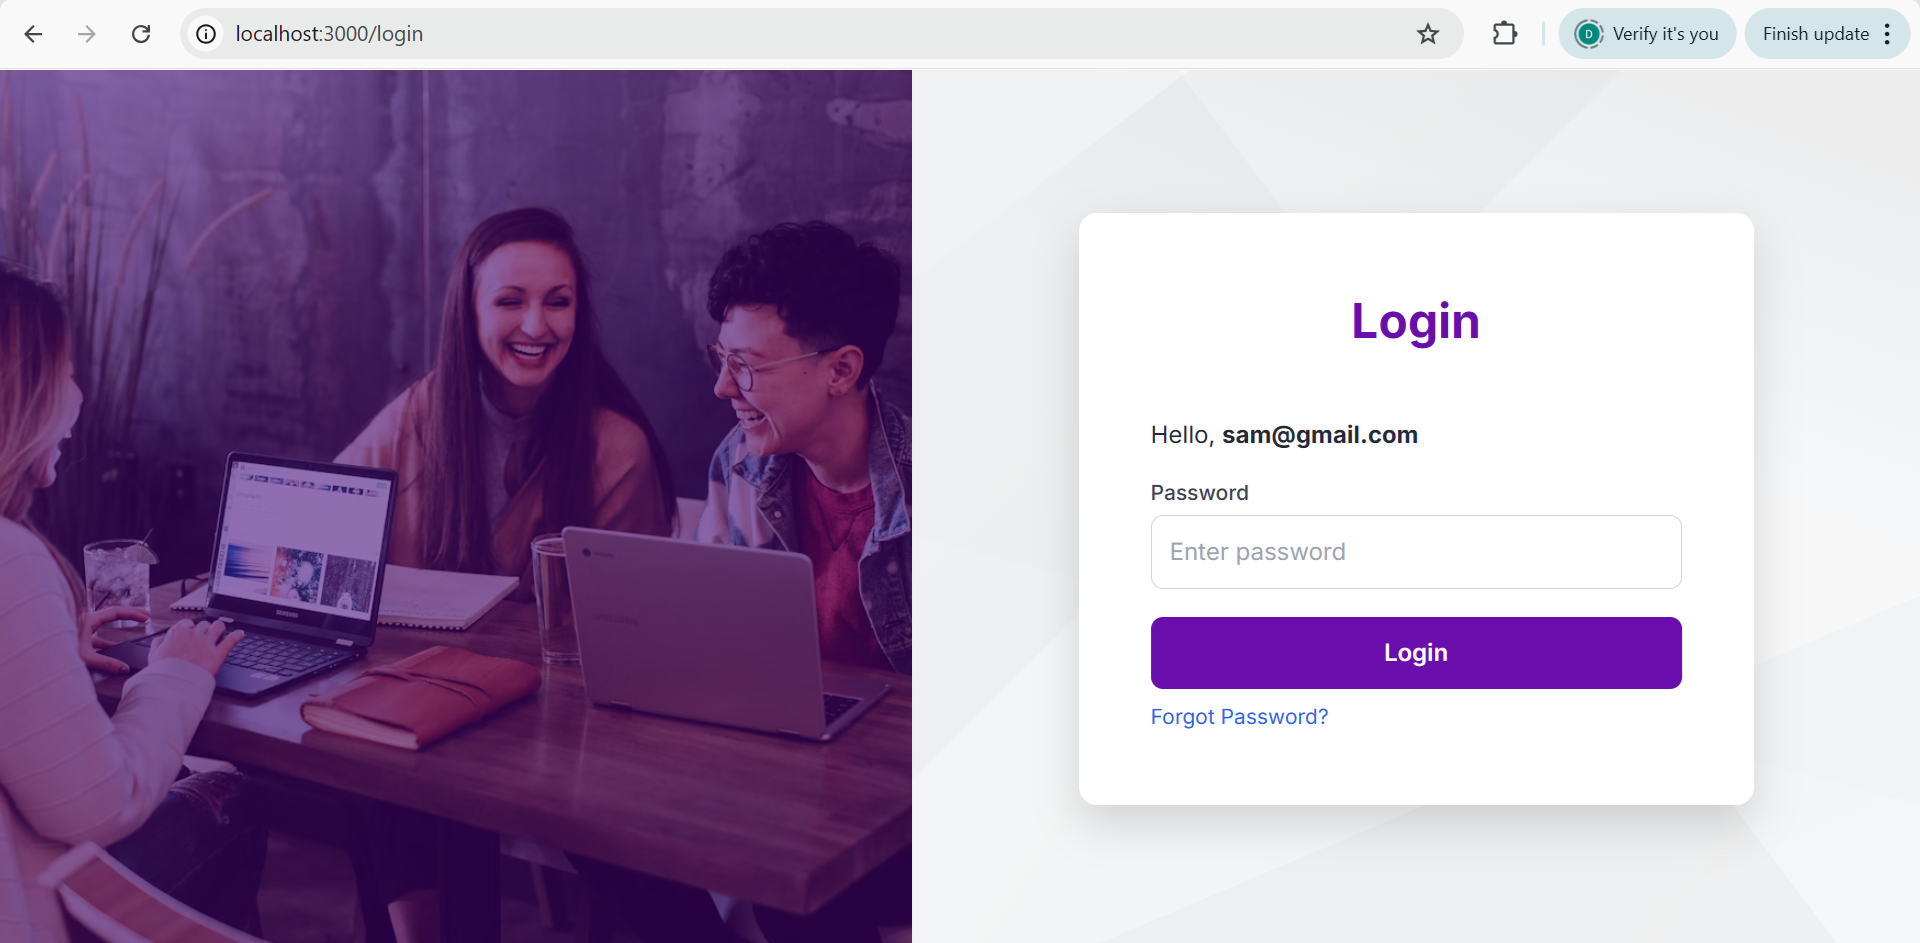 localhost:3000/login
D
Verify it's you
Finish update
Login
Hello, sam@gmail.com
Password
Enter password
Login
Forgot Password?
SAMSUNG